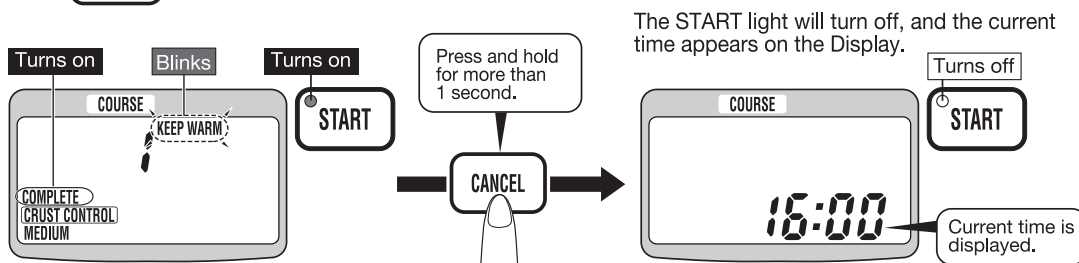 The START light will turn off, and the current
time appears on the Display.
Turns on
Blinks
Turns on
COURSE
KEEP WARM
1
COMPLETE
CRUST CONTROL
MEDIUM
START
Press and hold
for more than
1 second.
CANCEL
Turns off
COURSE
START
16:00
Current time is
displayed.